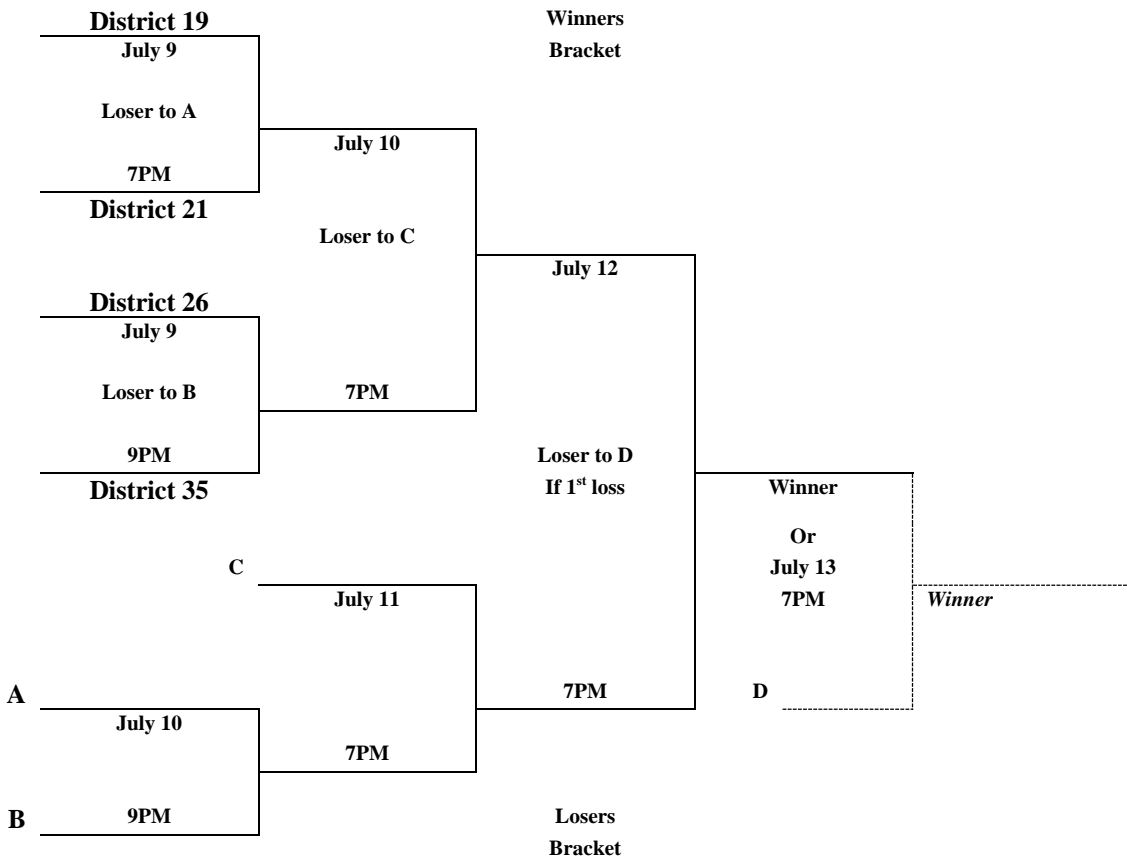 District 19
July 9
Loser to A
7PM
District 21
Winners
Bracket
July 10
Loser to C
7PM
District 26
July 9
Loser to B
9PM
District 35
July 12
Loser to D
If 1st loss
7PM
Winner
Or
July 13
7PM
D
Winner
C
July 11
7PM
A
July 10
9PM
B
Losers
Bracket